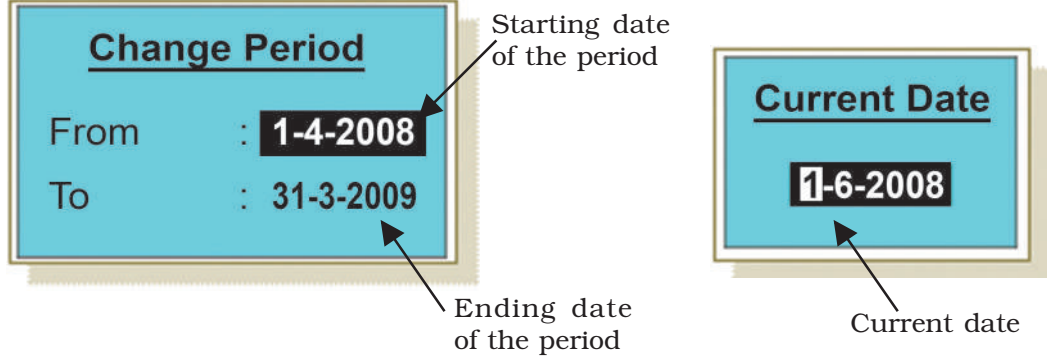 Starting date
of the period
Change Period
From : 1-4-2008
To : 31-3-2009
Ending date
of the period
Current Date
1-6-2008
Current date